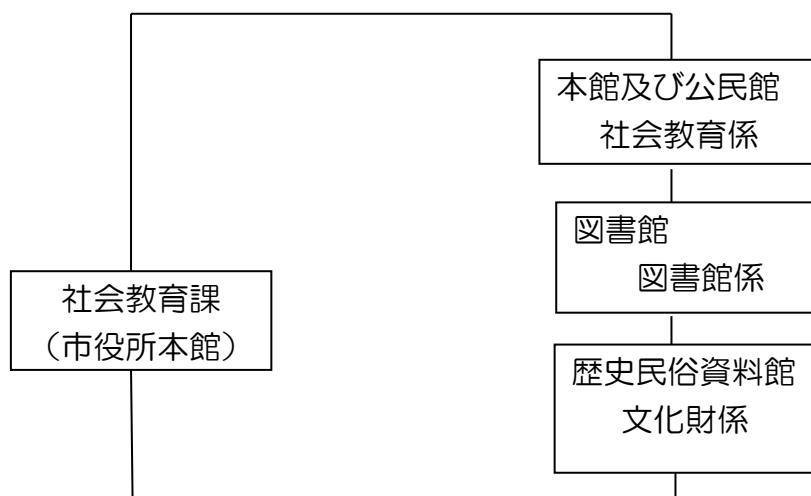 本館及び公民館
社会教育係
図書館
図書館係
社会教育課
（市役所本館）
歴史民俗資料館
文化財係